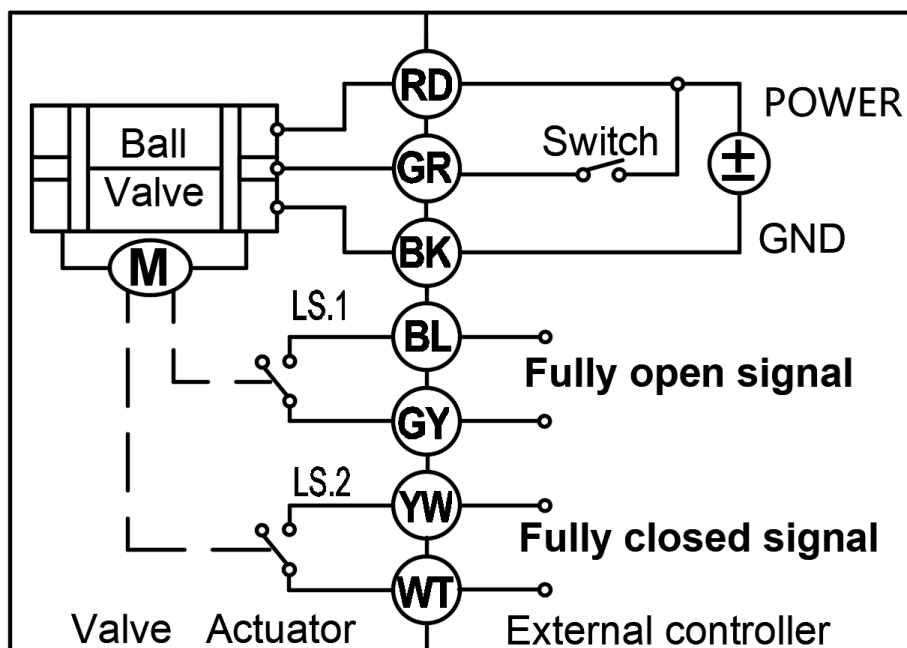 RD
POWER
Ball
Switch
GR
Valve
GND
BK
M
LS.1
BL
Fully open signal
GY
LS.2
YW
Fully closed signal
WT
Valve Actuator External controller